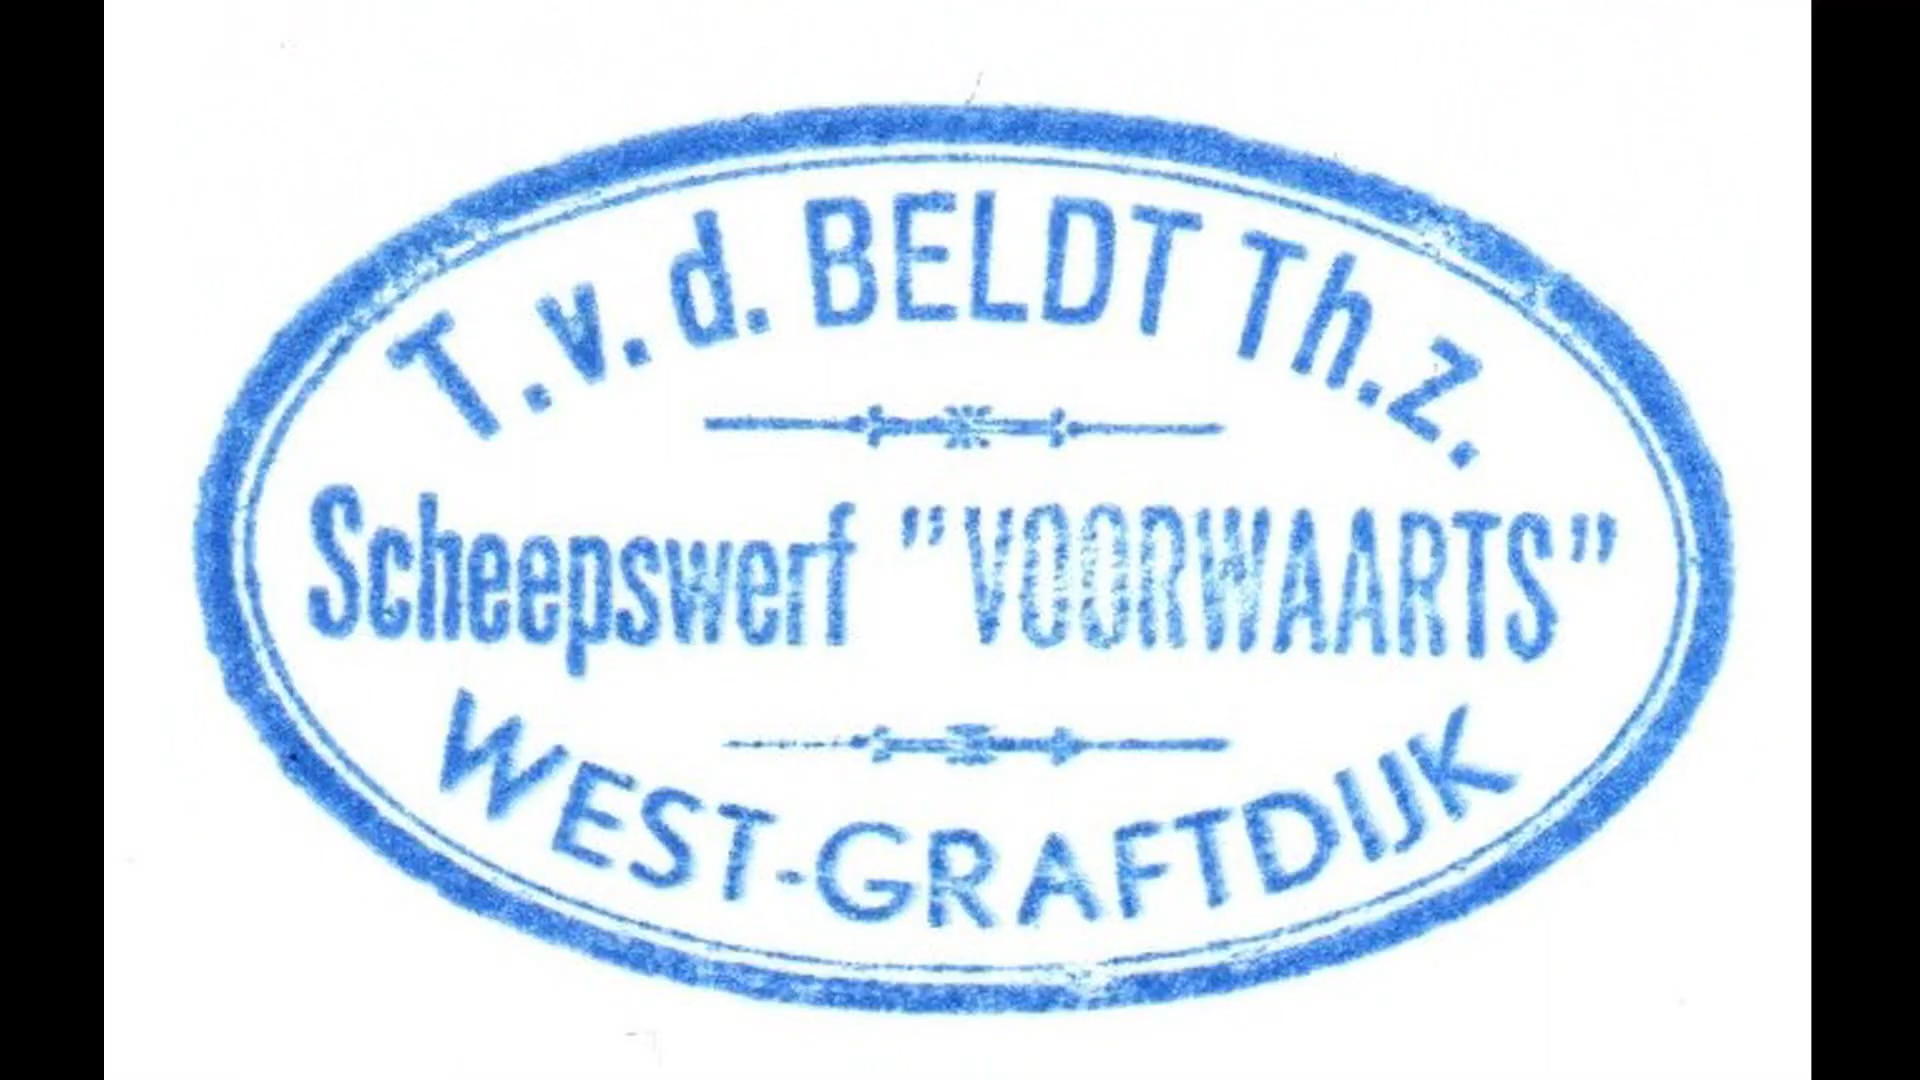 T. v. d. BELDT Th. Z.
Scheepswerf "VOORWAARTS"
WEST-GRAFTDIJK